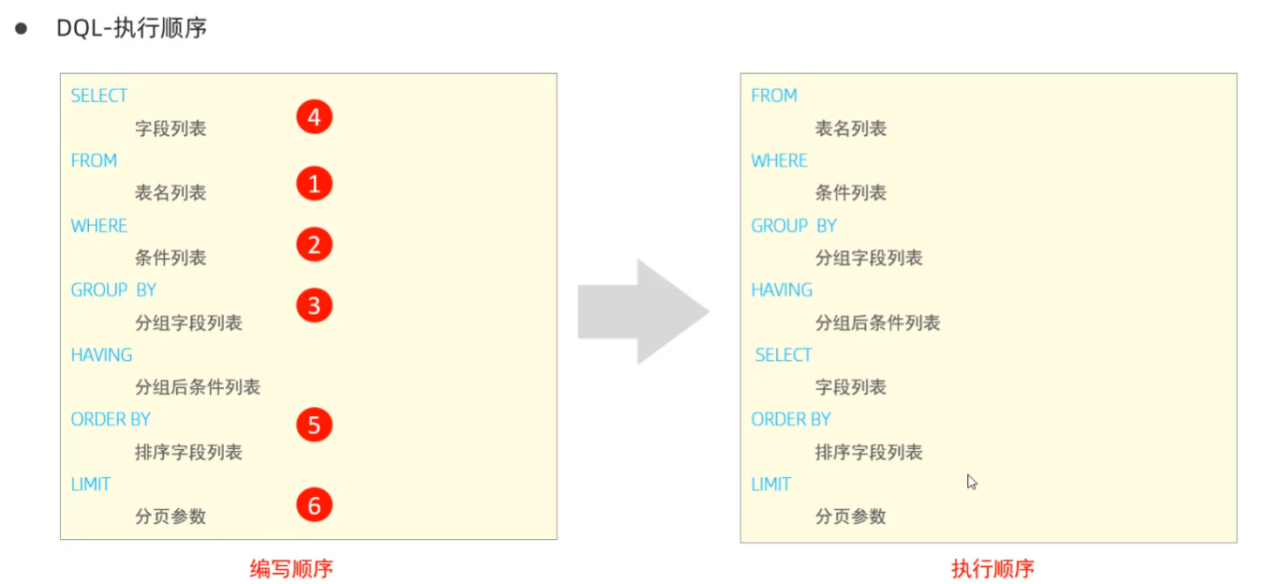 ● DQL-执行顺序
SELECT
字段列表
4
FROM
表名列表
1
WHERE
条件列表
2
GROUP BY
分组字段列表
3
HAVING
分组后条件列表
ORDER BY
排序字段列表
5
LIMIT
分页参数
6
编写顺序
FROM
表名列表
WHERE
条件列表
GROUP BY
分组字段列表
HAVING
分组后条件列表
SELECT
字段列表
ORDER BY
排序字段列表
LIMIT
分页参数
执行顺序